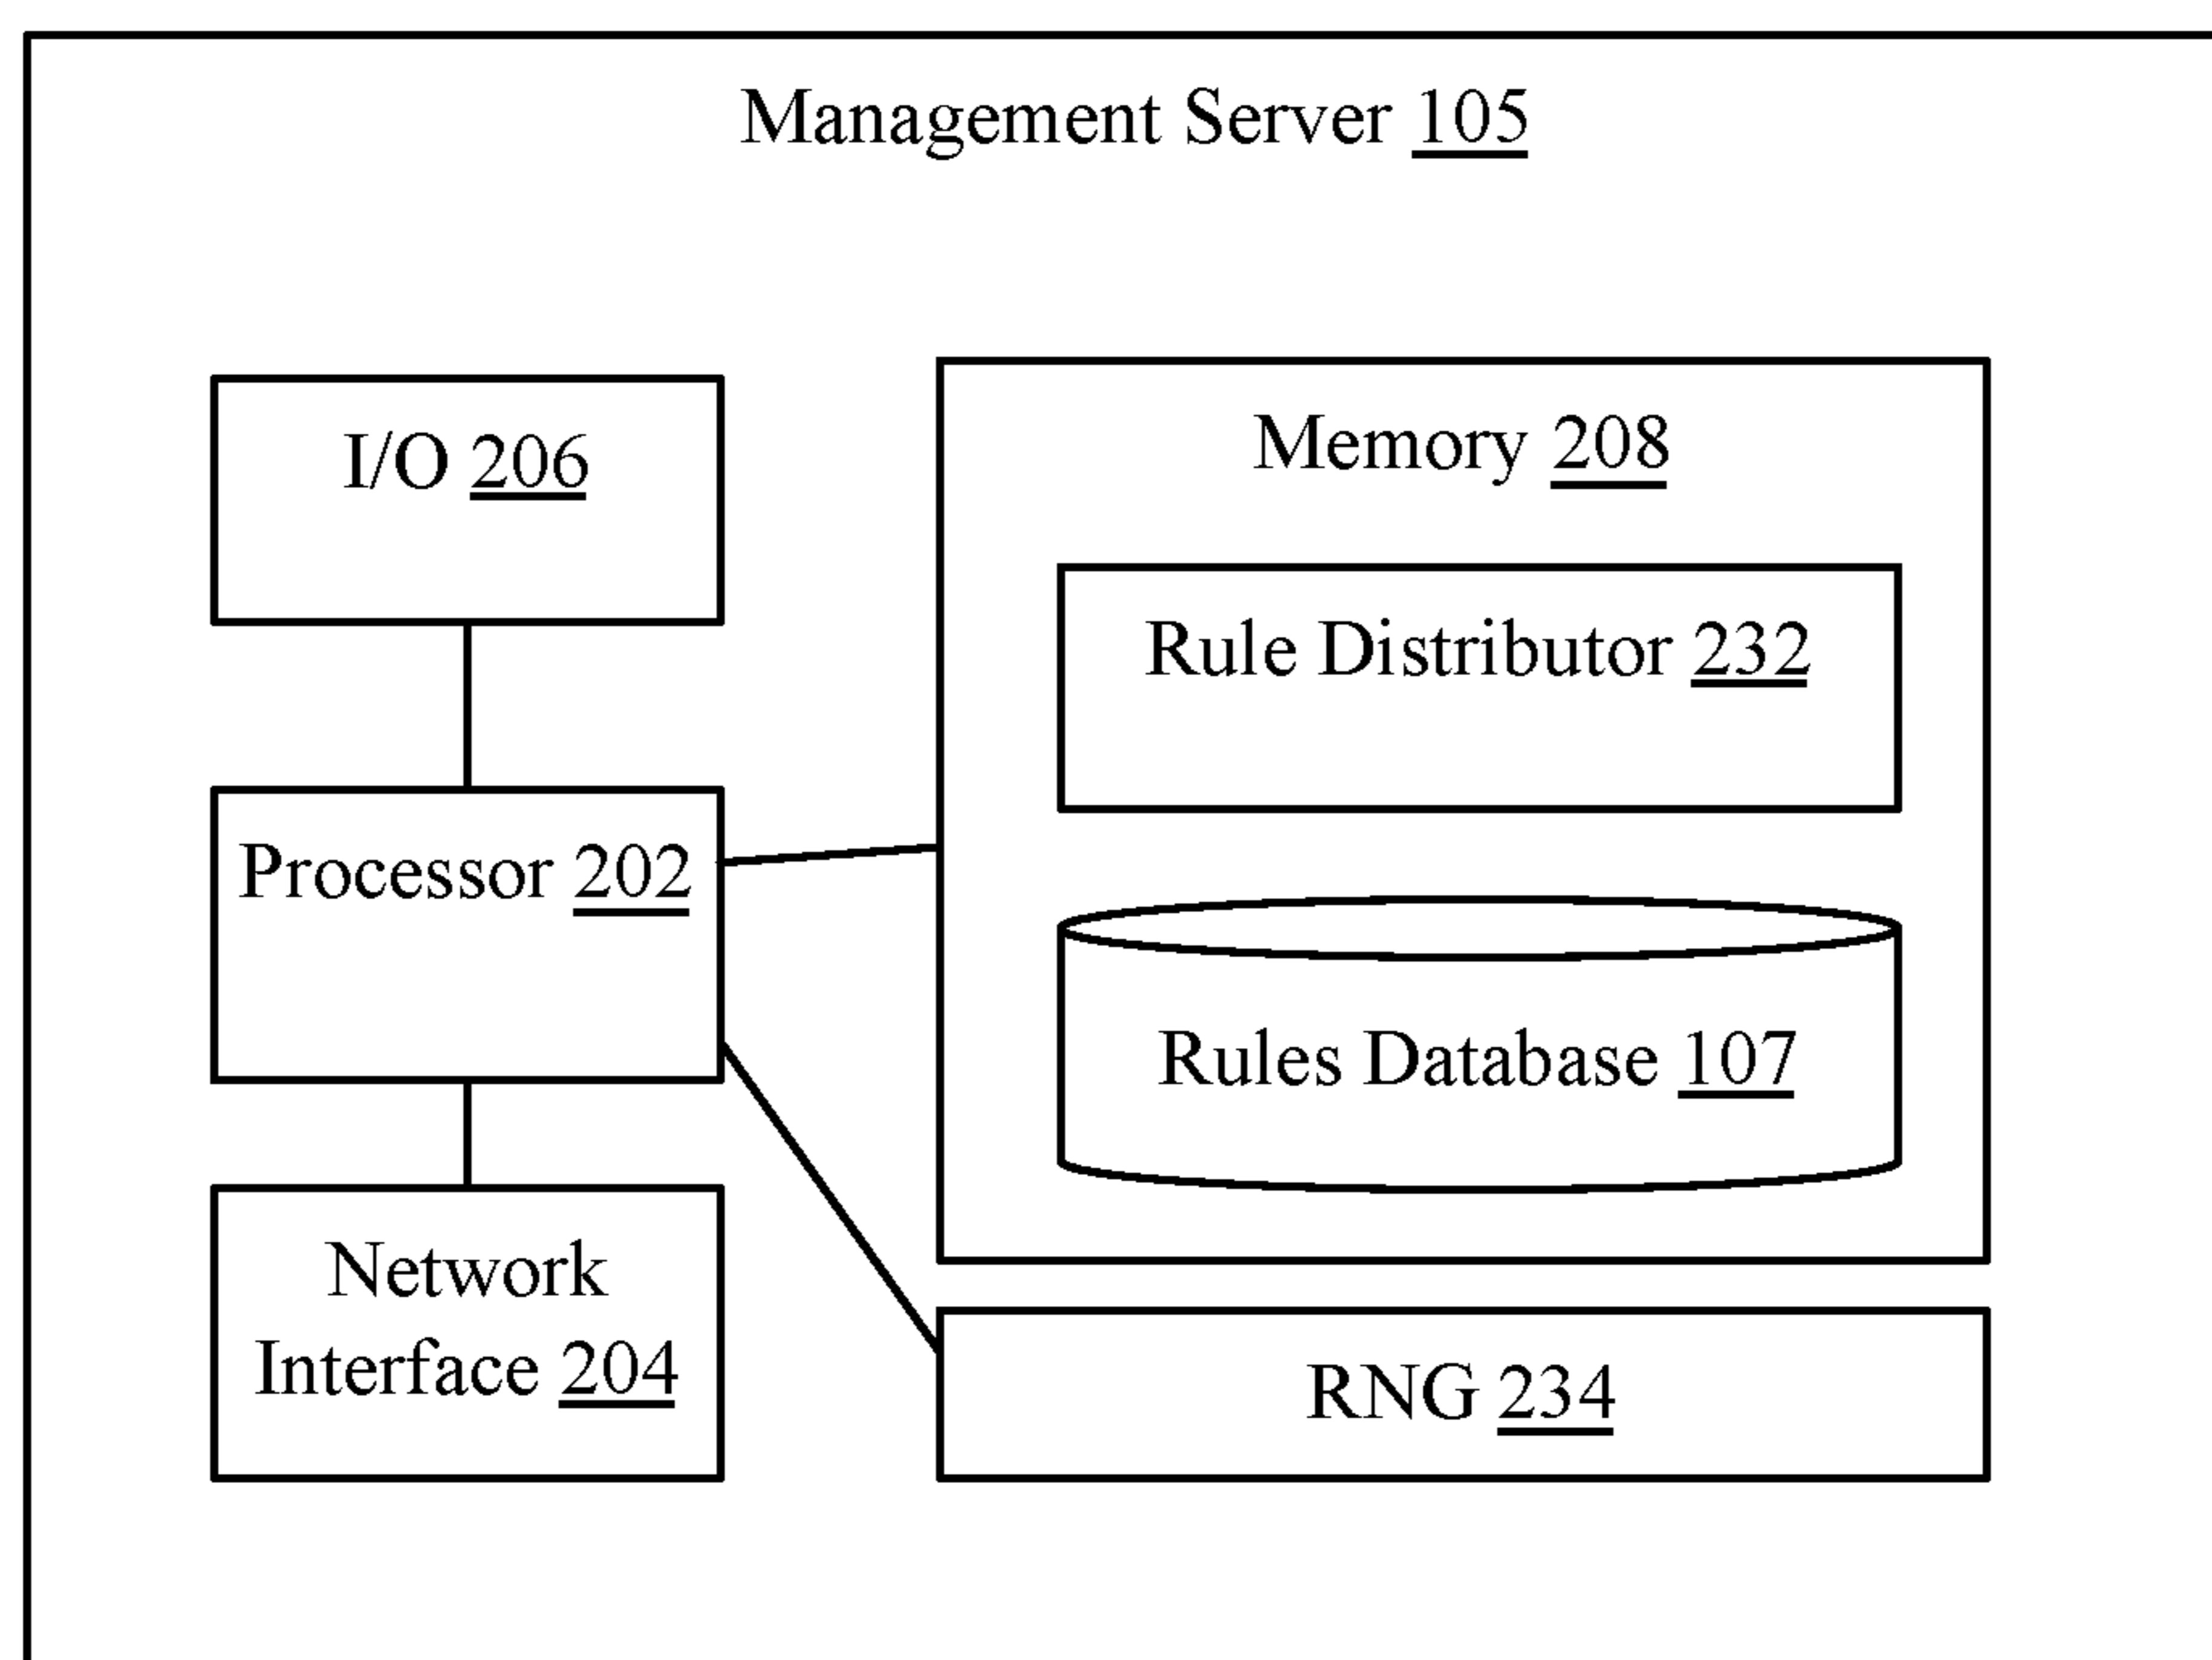 Management Server 105
I/O 206
Memory 208
Rule Distributor 232
Processor 202
Rules Database 107
Network
Interface 204
RNG 234